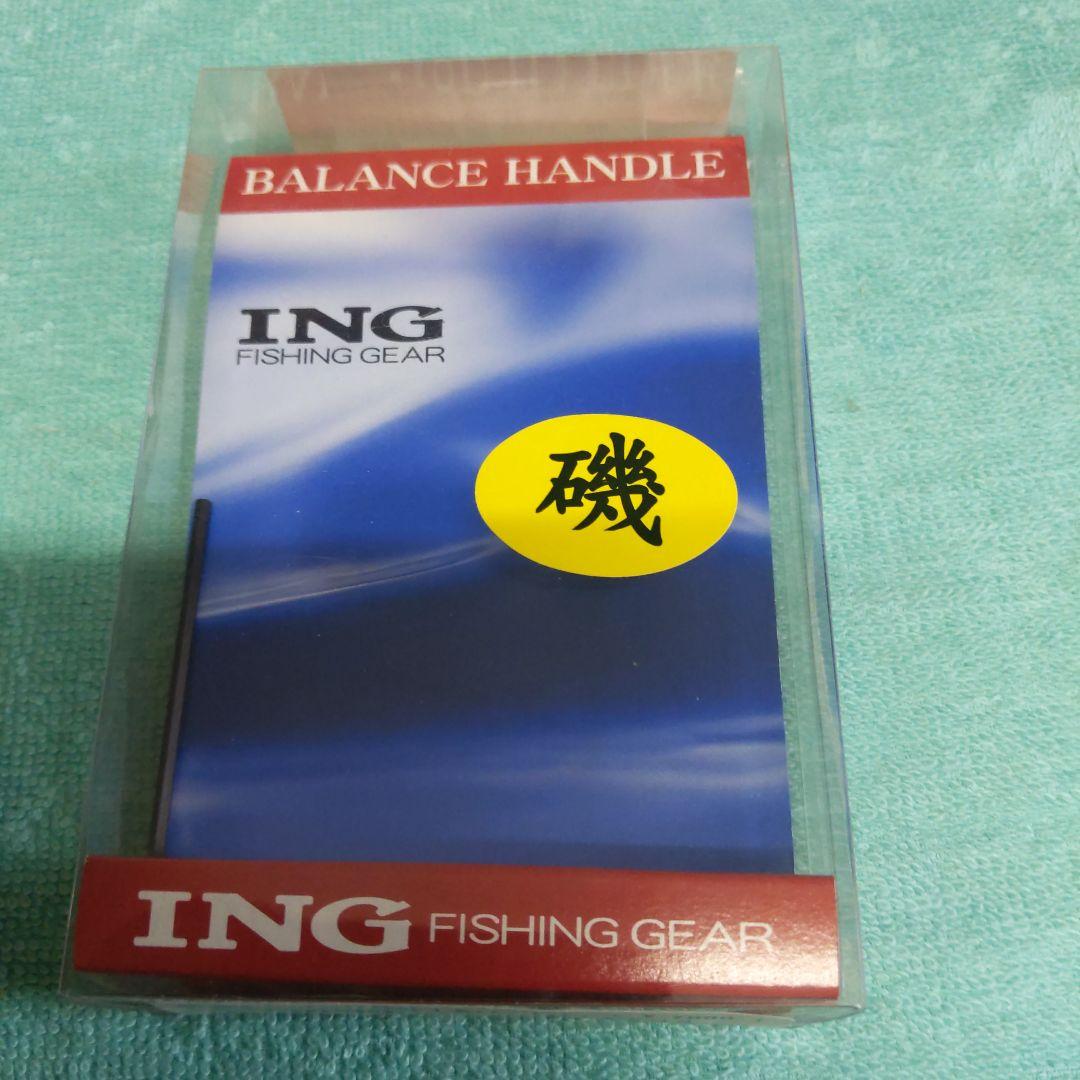 BALANCE HANDLE
ING
FISHING GEAR
磯
ING FISHING GEAR